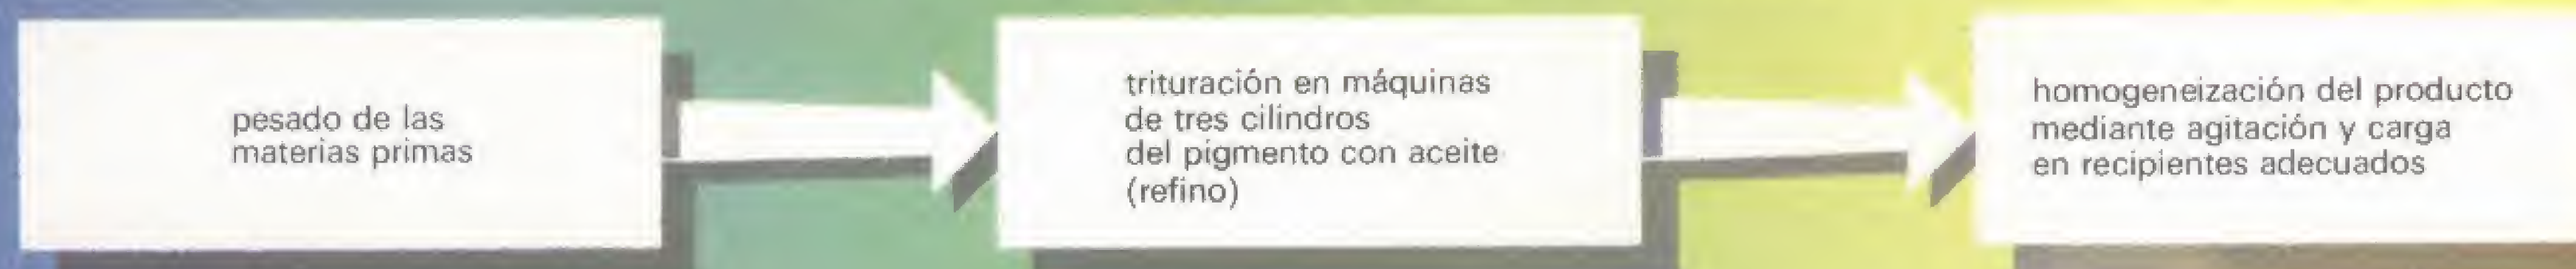 pesado de las
materias primas
trituración en máquinas
de tres cilindros
del pigmento con aceite
(refino)
homogeneización del producto
mediante agitación y carga
en recipientes adecuados